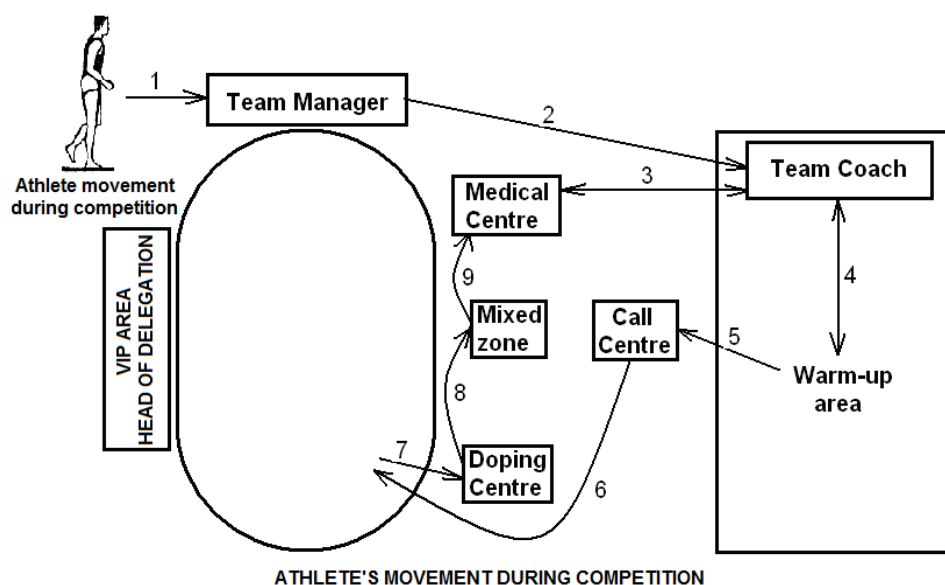 1
Team Manager
2
Athlete movement
during competition
Team Coach
3
Medical
Centre
VIP AREA
HEAD OF DELEGATION
9
4
Mixed
zone
Call
Centre
5
Warm-up
area
8
7
Doping
Centre
6
ATHLETE'S MOVEMENT DURING COMPETITION